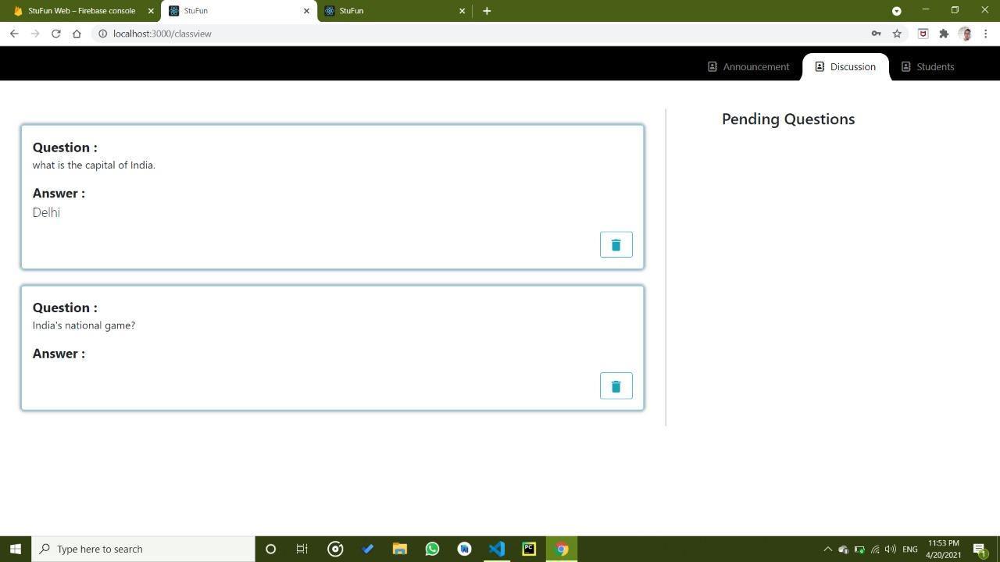 StuFun Web – Firebase console
StuFun
StuFun
localhost:3000/classview
Announcement
Discussion
Students
Pending Questions
Question :
what is the capital of India.
Answer :
Delhi
Question :
India's national game?
Answer :
Type here to search
PC
ENG
11:53 PM
4/20/2021
1